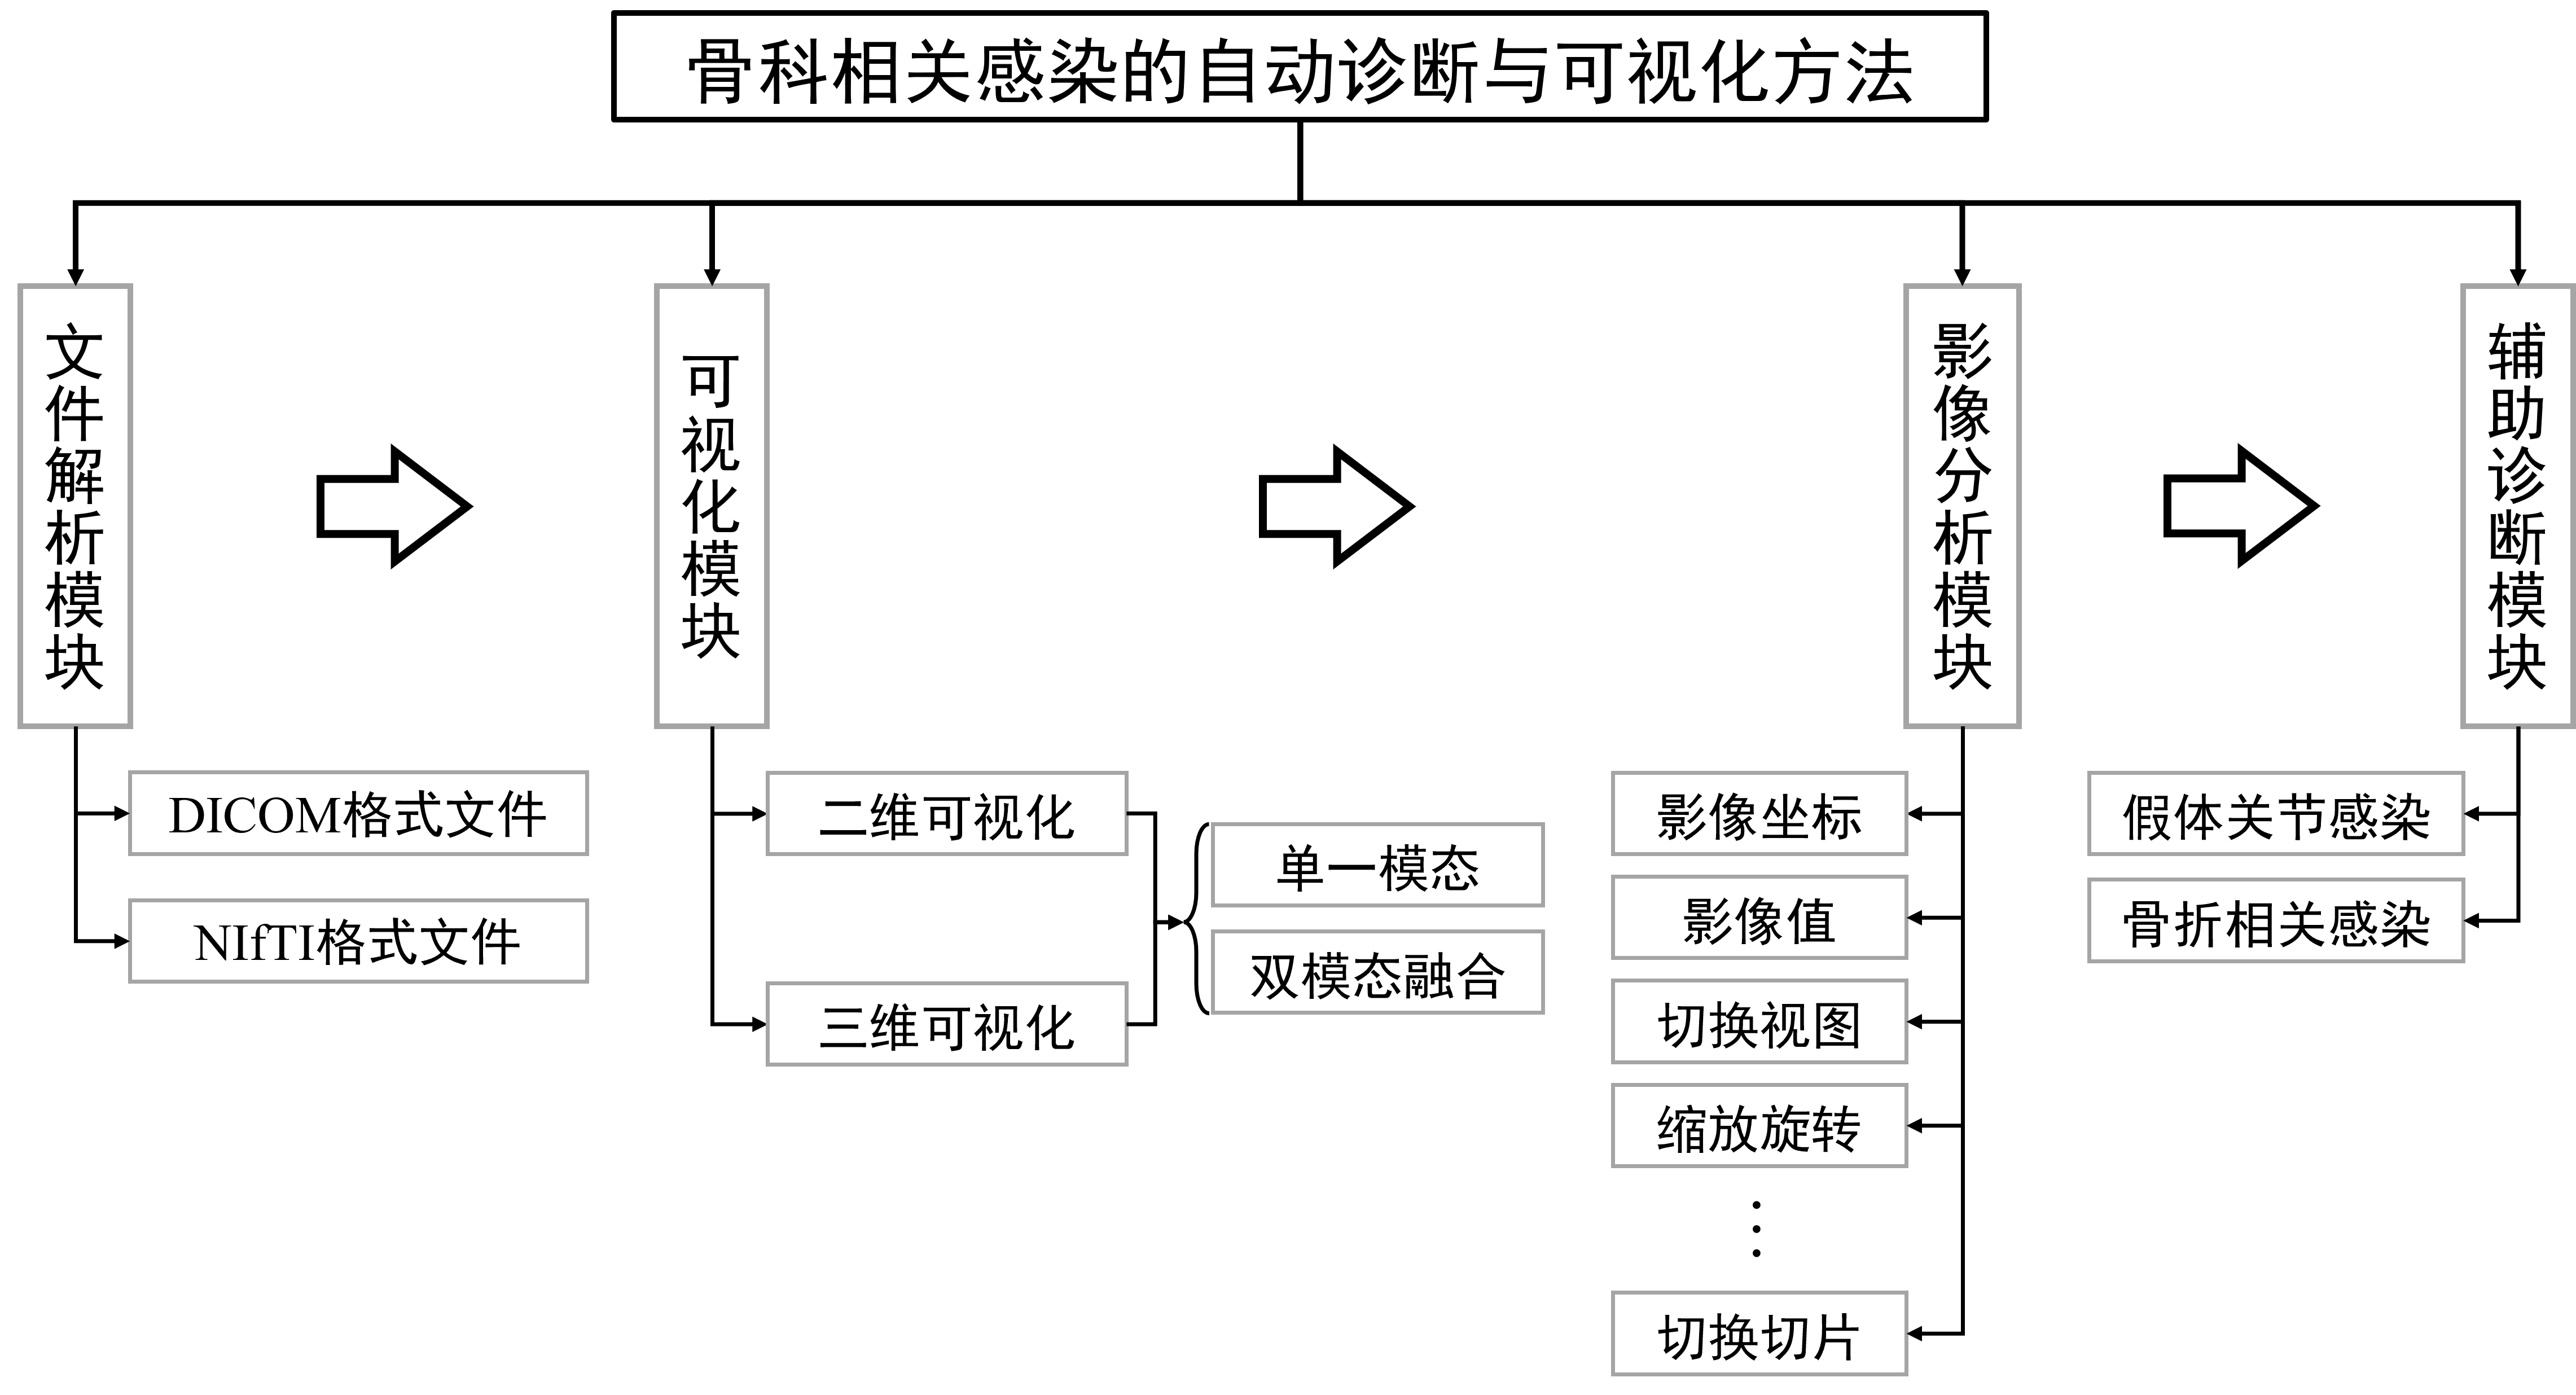 骨科相关感染的自动诊断与可视化方法
文件解析模块
可视化模块
影像分析模块
辅助诊断模块
DICOM格式文件
NIfTI格式文件
二维可视化
三维可视化
单一模态
双模态融合
影像坐标
影像值
切换视图
缩放旋转
⋮
切换切片
假体关节感染
骨折相关感染